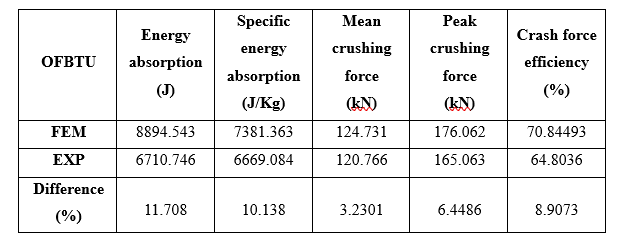 OFBTU Energy absorption (J) Specific energy absorption (J/Kg) Mean crushing force (kN) Peak crushing force (kN) Crash force efficiency (%)
FEM 8894.543 7381.363 124.731 176.062 70.84493
EXP 6710.746 6669.084 120.766 165.063 64.8036
Difference (%) 11.708 10.138 3.2301 6.4486 8.9073